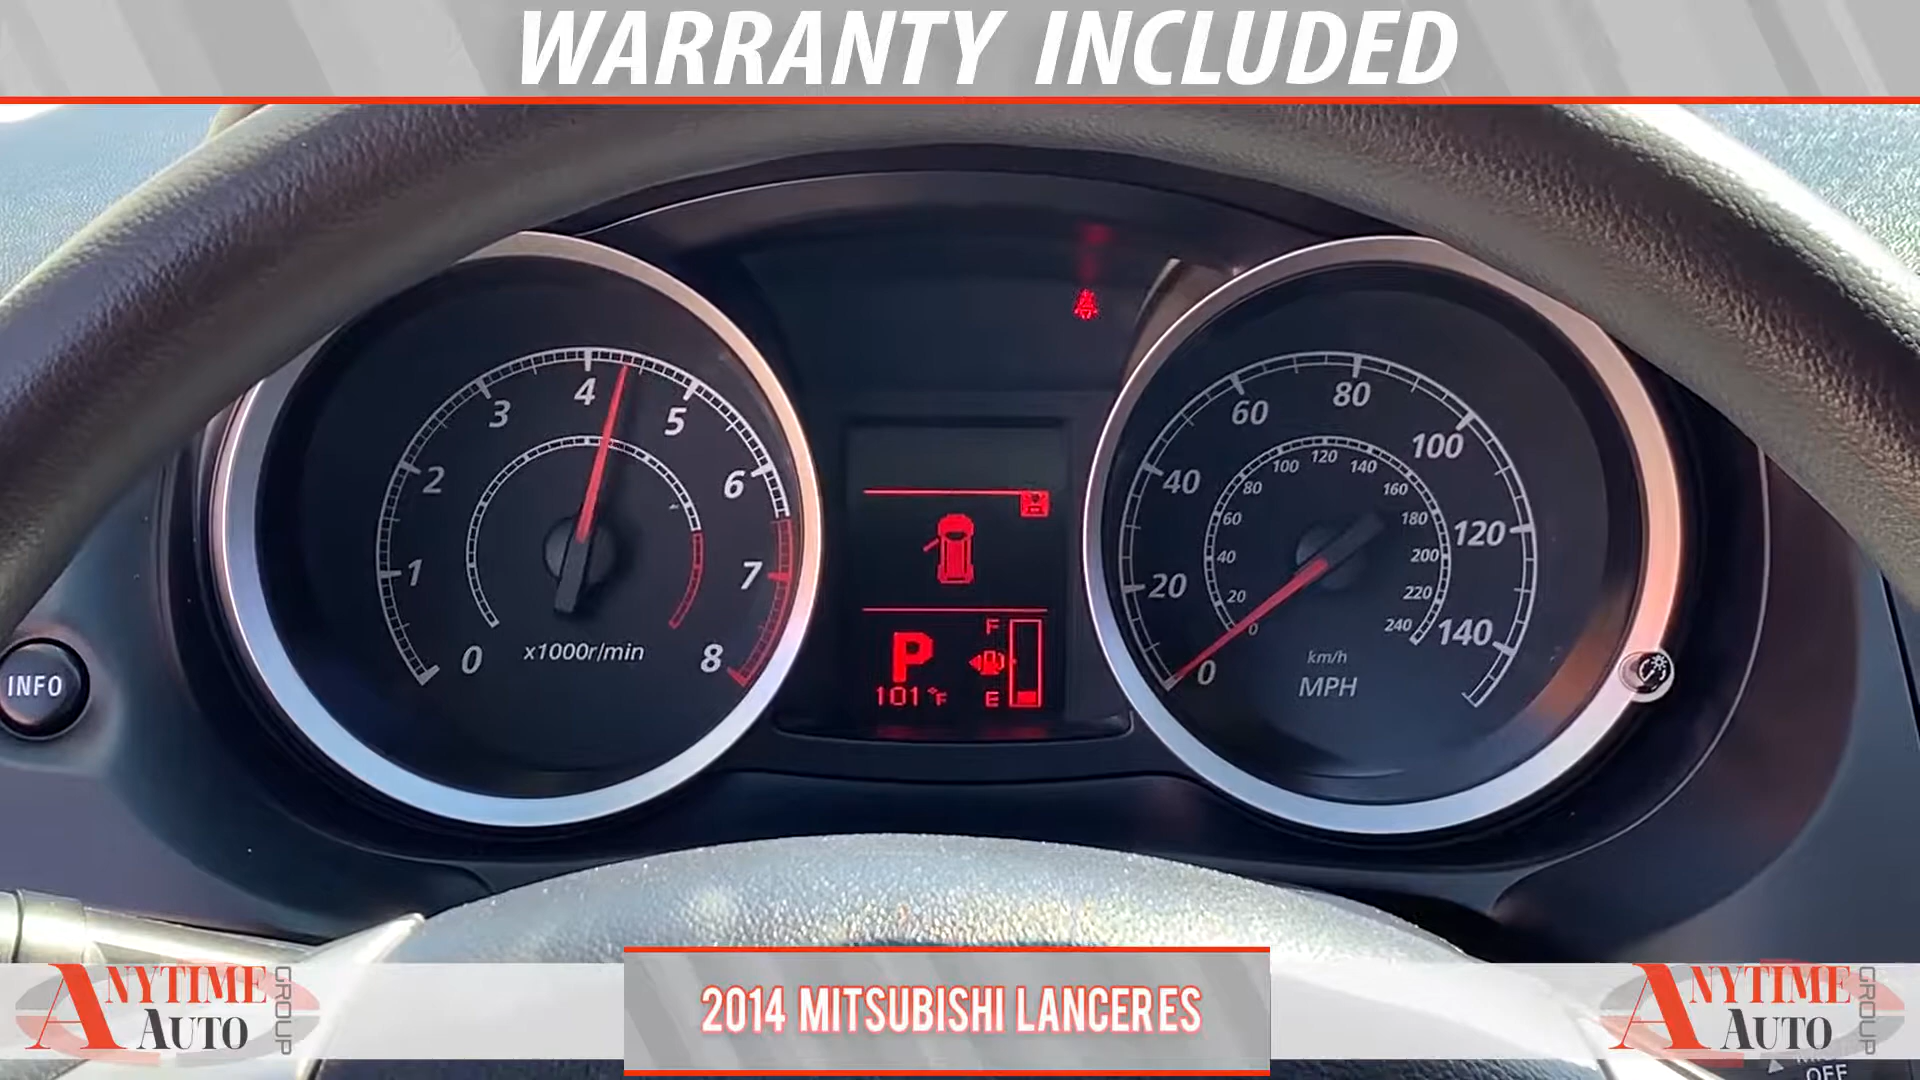 WARRANTY INCLUDED
0
1
2
3
4
5
6
7
8
x1000r/min
P
101°F
F
E
0
20
40
60
80
100
120
140
0
20
40
60
80
100
120
140
160
180
200
220
240
km/h
MPH
INFO
ANYTIME
AUTO
GROUP
2014 MITSUBISHI LANCER ES
ANYTIME
AUTO
GROUP
OFF